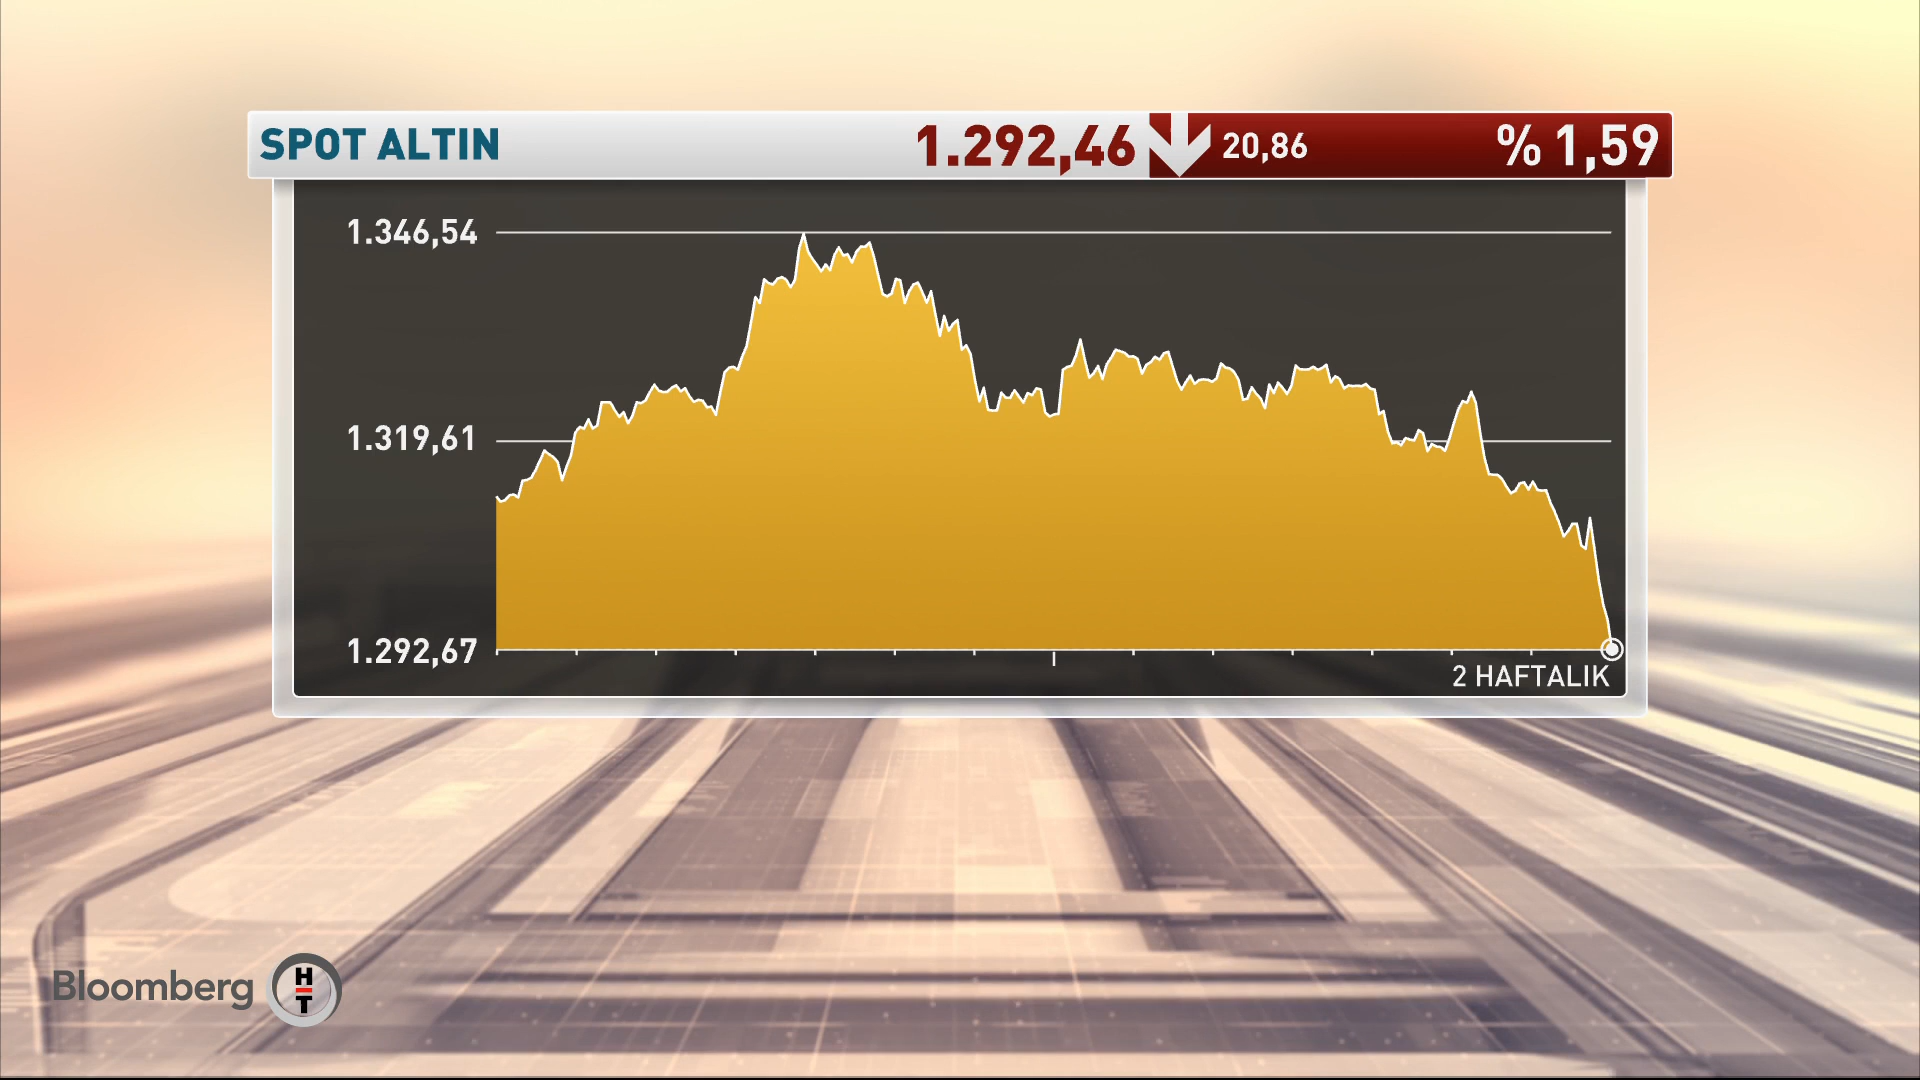 SPOT ALTIN 1.292,46 20,86 % 1,59
1.346,54
1.319,61
1.292,67
2 HAFTALIK
Bloomberg HT